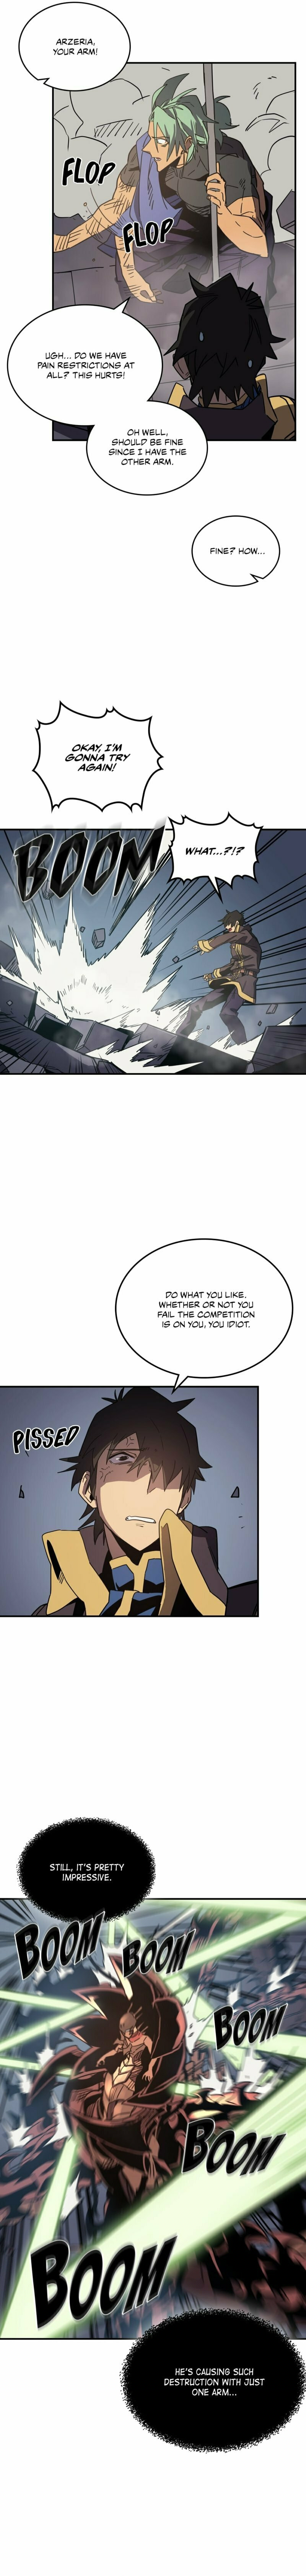 ARZERIA,
YOUR ARM!
FLOP
FLOP
UGH... DO WE HAVE
PAIN RESTRICTIONS AT
ALL? THIS HURTS!
OH WELL,
SHOULD BE FINE
SINCE I HAVE THE
OTHER ARM.
FINE? HOW...
OKAY, I'M
GONNA TRY
AGAIN!
BOOM
WHAT...?!?
DO WHAT YOU LIKE.
WHETHER OR NOT YOU
FAIL THE COMPETITION
IS ON YOU, YOU IDIOT.
PISSED
STILL, IT'S PRETTY
IMPRESSIVE.
BOOM
BOOM
BOOM
BOOM
BOOM
HE'S CAUSING SUCH
DESTRUCTION WITH JUST
ONE ARM...